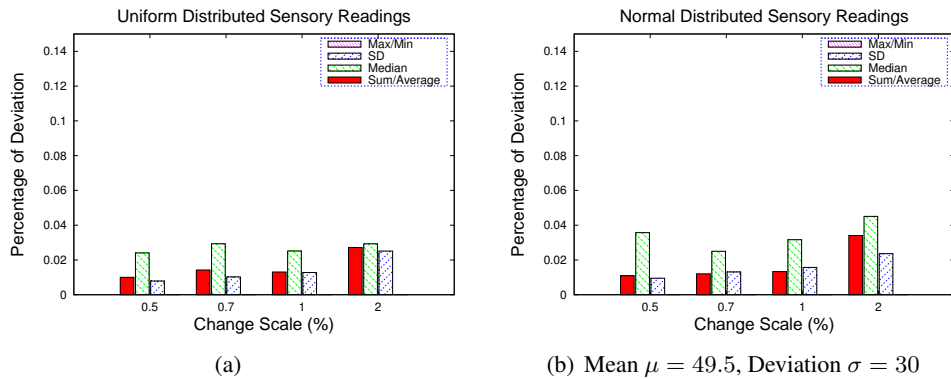 Uniform Distributed Sensory Readings
Percentage of Deviation
0.14
0.12
0.1
0.08
0.06
0.04
0.02
0
Max/Min
SD
Median
Sum/Average
0.5 0.7 1 2
Change Scale (%)
(a)
Normal Distributed Sensory Readings
Percentage of Deviation
0.14
0.12
0.1
0.08
0.06
0.04
0.02
0
Max/Min
SD
Median
Sum/Average
0.5 0.7 1 2
Change Scale (%)
(b) Mean μ = 49.5, Deviation σ = 30